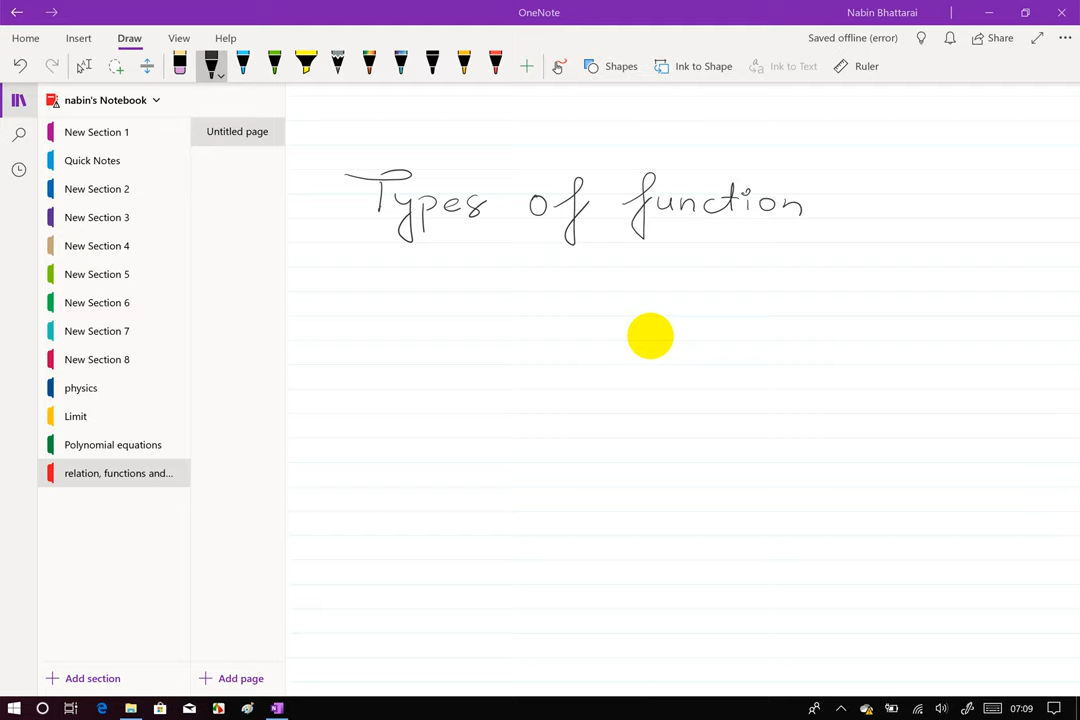 OneNote
Nabin Bhattarai
Home Insert Draw View Help
Saved offline (error) Share
Shapes Ink to Shape Ink to Text Ruler
nabin's Notebook
New Section 1
Quick Notes
New Section 2
New Section 3
New Section 4
New Section 5
New Section 6
New Section 7
New Section 8
physics
Limit
Polynomial equations
relation, functions and...
Add section
Untitled page
Add page
Types of function
07:09